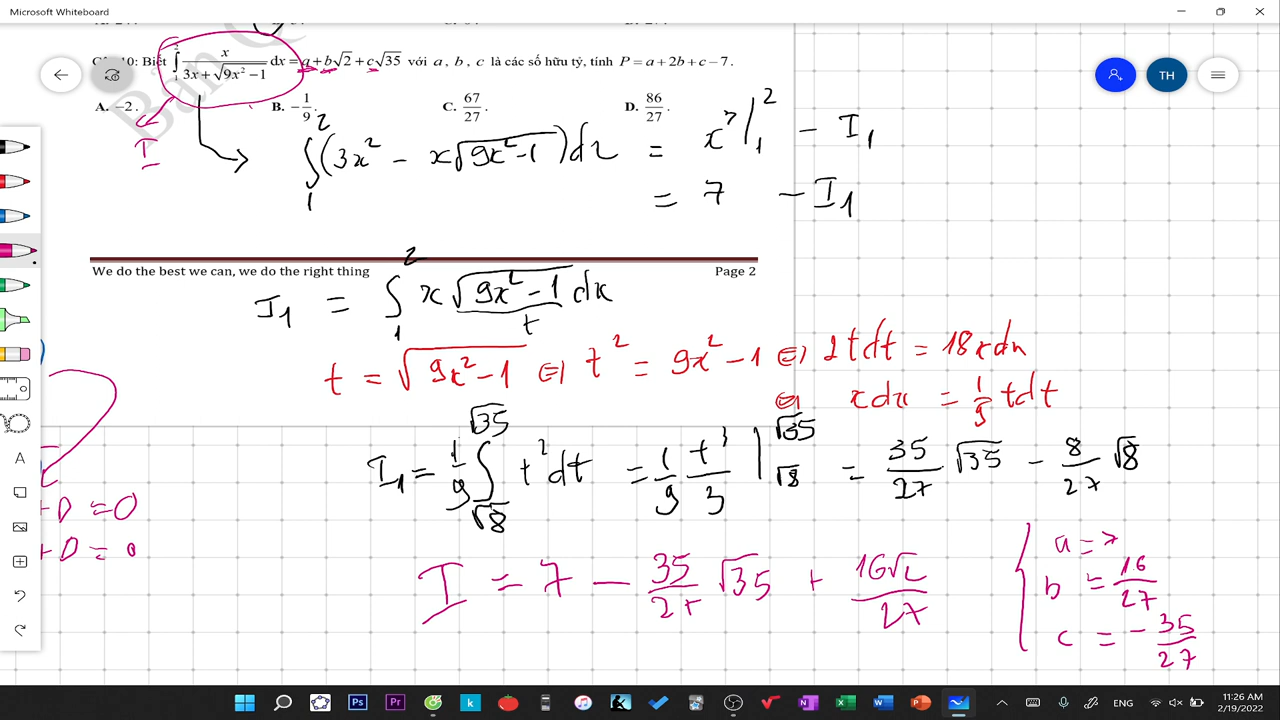 Microsoft Whiteboard
10: Biết ∫₁² x/(3x+√(9x²−1)) dx = a+b√2+c√35 với a, b, c là các số hữu tỷ, tính P = a+2b+c−7.
TH
A. −2. B. −1/9. C. 67/27. D. 86/27.
I
∫₁² (3x² − x√(9x²−1)) dx = x³|₁² − I₁
= 7 − I₁
We do the best we can, we do the right thing Page 2
I₁ = ∫₁² x√(9x²−1) dx
t
t = √(9x²−1) ⇔ t² = 9x²−1 ⇔ 2tdt = 18xdx
⇔ xdx = 1/9 tdt
I₁ = 1/9 ∫_√8^√35 t²dt = 1/9 t³/3 |_√8^√35 = 35/27 √35 − 8/27 √8
+D = 0
+D =
I = 7 − 35/27 √35 + 16√2/27
a = 7
b = 16/27
c = −35/27
A
Ps
Pr
k
ENG
11:26 AM
2/19/2022